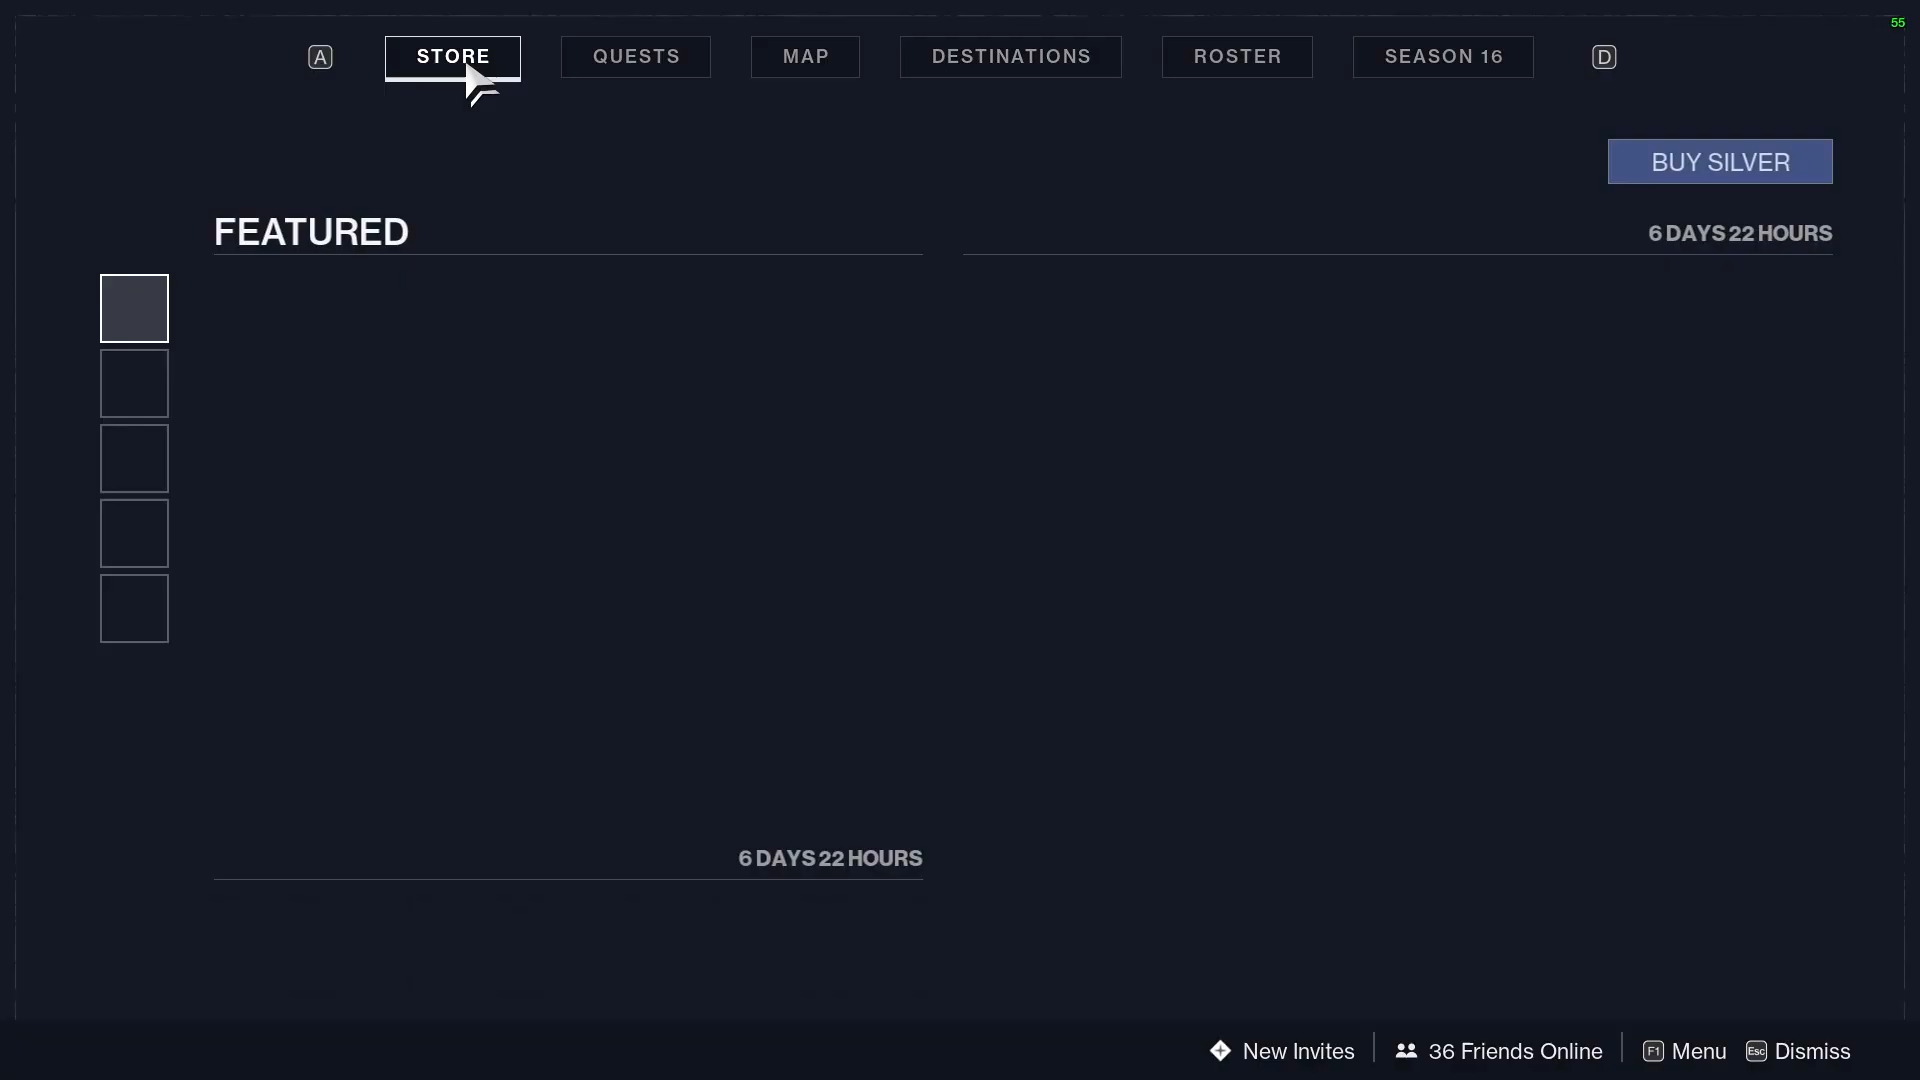 55
A STORE QUESTS MAP DESTINATIONS ROSTER SEASON 16 D
BUY SILVER
FEATURED
6 DAYS 22 HOURS
6 DAYS 22 HOURS
New Invites 36 Friends Online F1 Menu Esc Dismiss